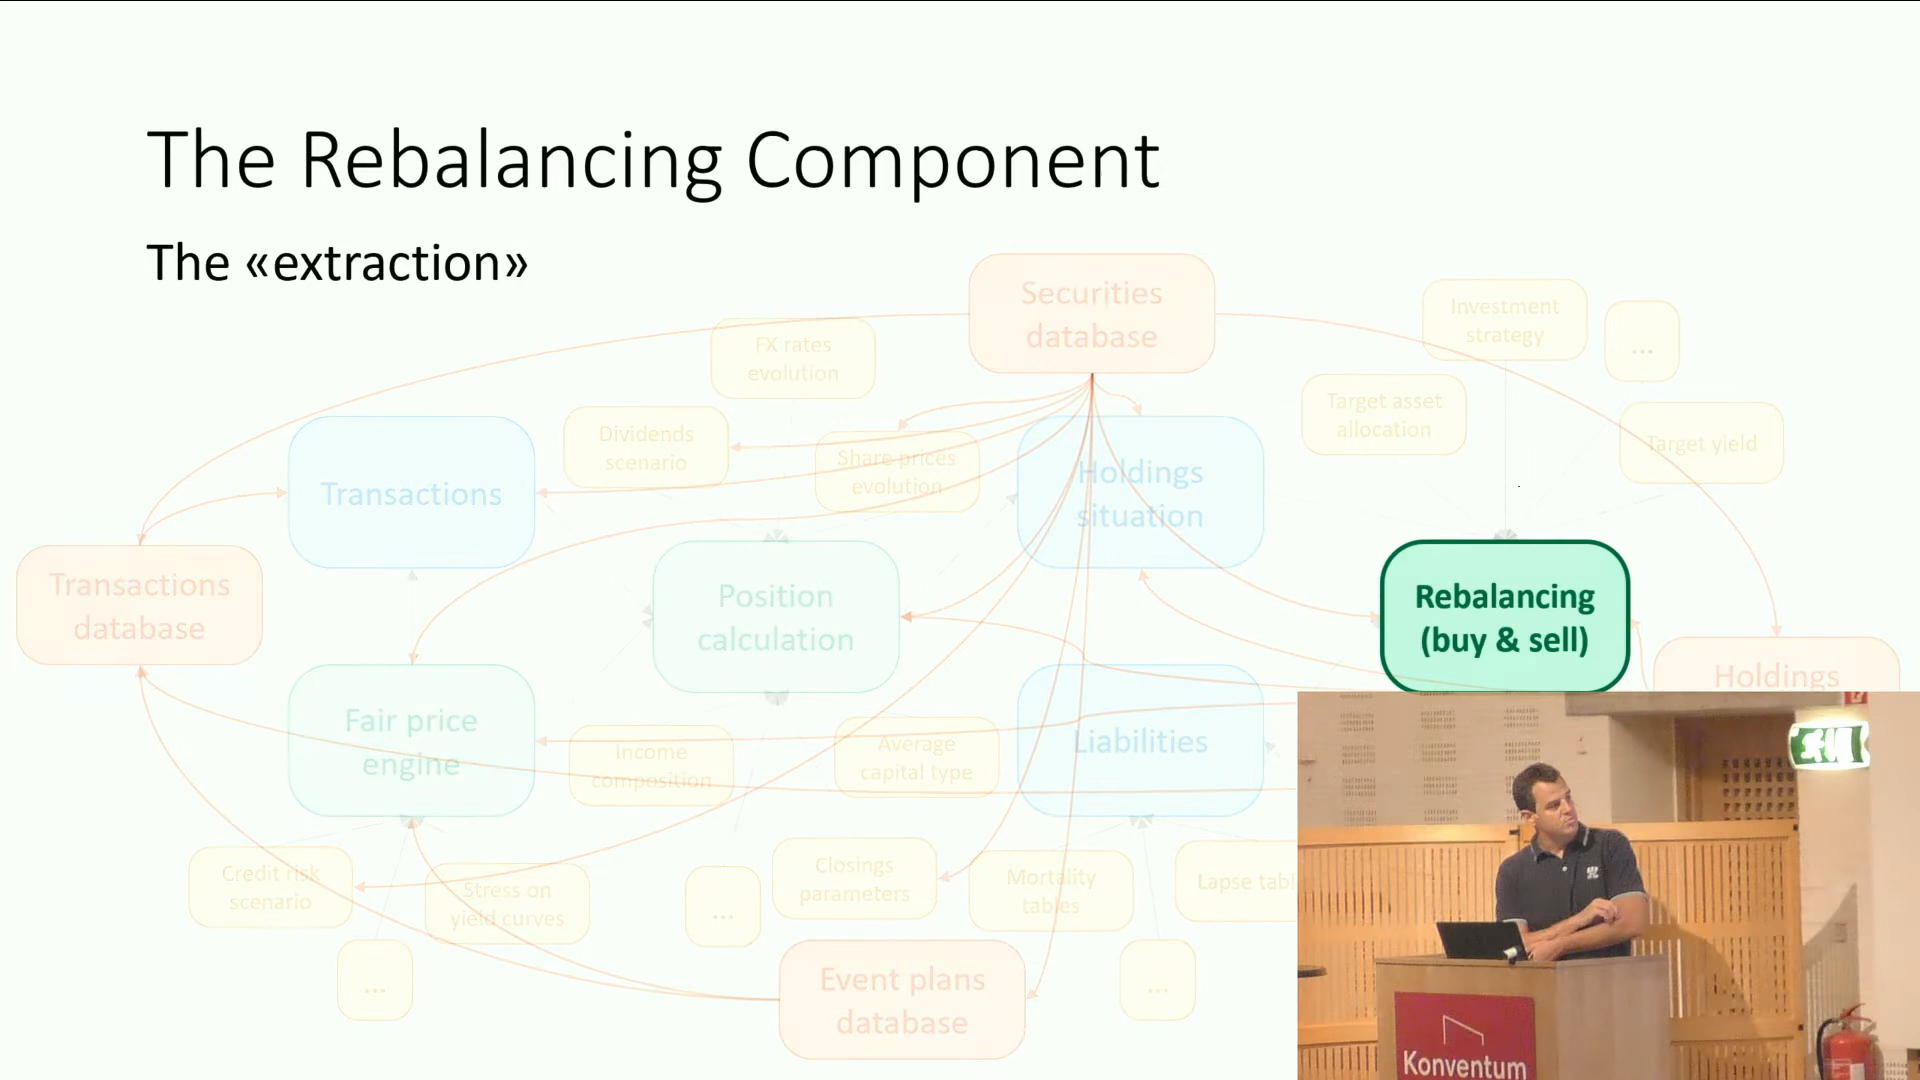 The Rebalancing Component
The «extraction»
Securities
database
Investment
strategy
...
FX rates
evolution
Target asset
allocation
Target yield
Dividends
scenario
Share prices
evolution
Holdings
situation
Transactions
Transactions
database
Position
calculation
Rebalancing
(buy & sell)
Holdings
Fair price
engine
Income
composition
Average
capital type
Liabilities
Credit risk
scenario
Stress on
yield curves
...
Closings
parameters
Mortality
tables
Lapse tabl
...
Event plans
database
...
Konventum